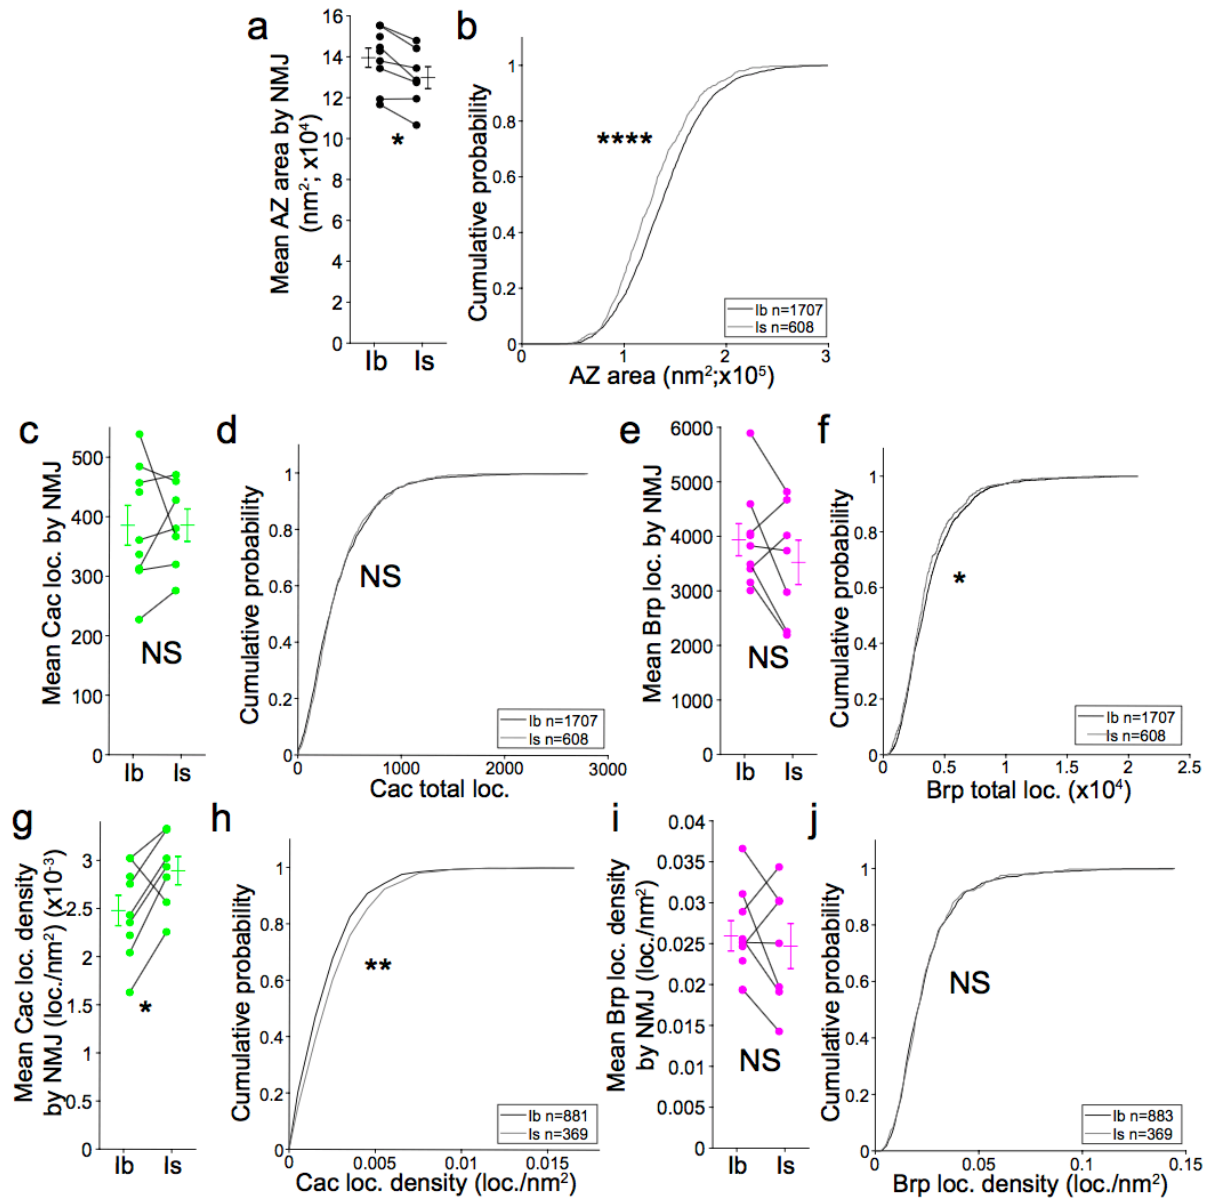 a
Mean AZ area by NMJ
(nm²; x10⁴)
16
14
12
10
8
6
4
2
0
*
Ib Is
b
Cumulative probability
1
0.8
0.6
0.4
0.2
0
****
Ib n=1707
Is n=608
0 1 2 3
AZ area (nm²;x10⁵)
c
Mean Cac loc. by NMJ
500
400
300
200
100
0
NS
Ib Is
d
Cumulative probability
1
0.8
0.6
0.4
0.2
0
NS
Ib n=1707
Is n=608
0 1000 2000 3000
Cac total loc.
e
Mean Brp loc. by NMJ
6000
5000
4000
3000
2000
1000
0
NS
Ib Is
f
Cumulative probability
1
0.8
0.6
0.4
0.2
0
*
Ib n=1707
Is n=608
0 0.5 1 1.5 2 2.5
Brp total loc. (x10⁴)
g
Mean Cac loc. density
by NMJ (loc./nm²) (x10⁻³)
3
2.5
2
1.5
1
0.5
0
*
Ib Is
h
Cumulative probability
1
0.8
0.6
0.4
0.2
0
**
Ib n=881
Is n=369
0 0.005 0.01 0.015
Cac loc. density (loc./nm²)
i
Mean Brp loc. density
by NMJ (loc./nm²)
0.04
0.035
0.03
0.025
0.02
0.015
0.01
0.005
0
NS
Ib Is
j
Cumulative probability
1
0.8
0.6
0.4
0.2
0
NS
Ib n=883
Is n=369
0 0.05 0.1 0.15
Brp loc. density (loc./nm²)